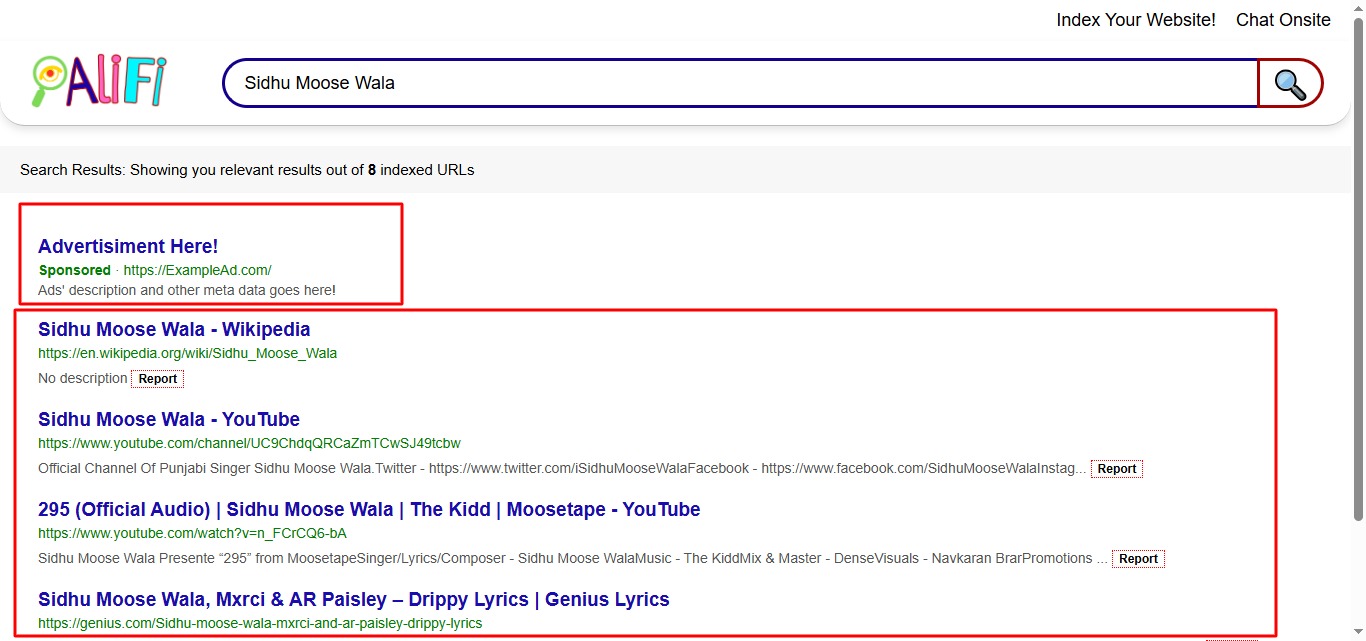 Index Your Website! Chat Onsite
AliFi
Sidhu Moose Wala
Search Results: Showing you relevant results out of 8 indexed URLs
Advertisiment Here!
Sponsored · https://ExampleAd.com/
Ads' description and other meta data goes here!
Sidhu Moose Wala - Wikipedia
https://en.wikipedia.org/wiki/Sidhu_Moose_Wala
No description Report
Sidhu Moose Wala - YouTube
https://www.youtube.com/channel/UC9ChdqQRCaZmTCwSJ49tcbw
Official Channel Of Punjabi Singer Sidhu Moose Wala.Twitter - https://www.twitter.com/iSidhuMooseWalaFacebook - https://www.facebook.com/SidhuMooseWalaInstag... Report
295 (Official Audio) | Sidhu Moose Wala | The Kidd | Moosetape - YouTube
https://www.youtube.com/watch?v=n_FCrCQ6-bA
Sidhu Moose Wala Presente “295” from MoosetapeSinger/Lyrics/Composer - Sidhu Moose WalaMusic - The KiddMix & Master - DenseVisuals - Navkaran BrarPromotions ... Report
Sidhu Moose Wala, Mxrci & AR Paisley – Drippy Lyrics | Genius Lyrics
https://genius.com/Sidhu-moose-wala-mxrci-and-ar-paisley-drippy-lyrics